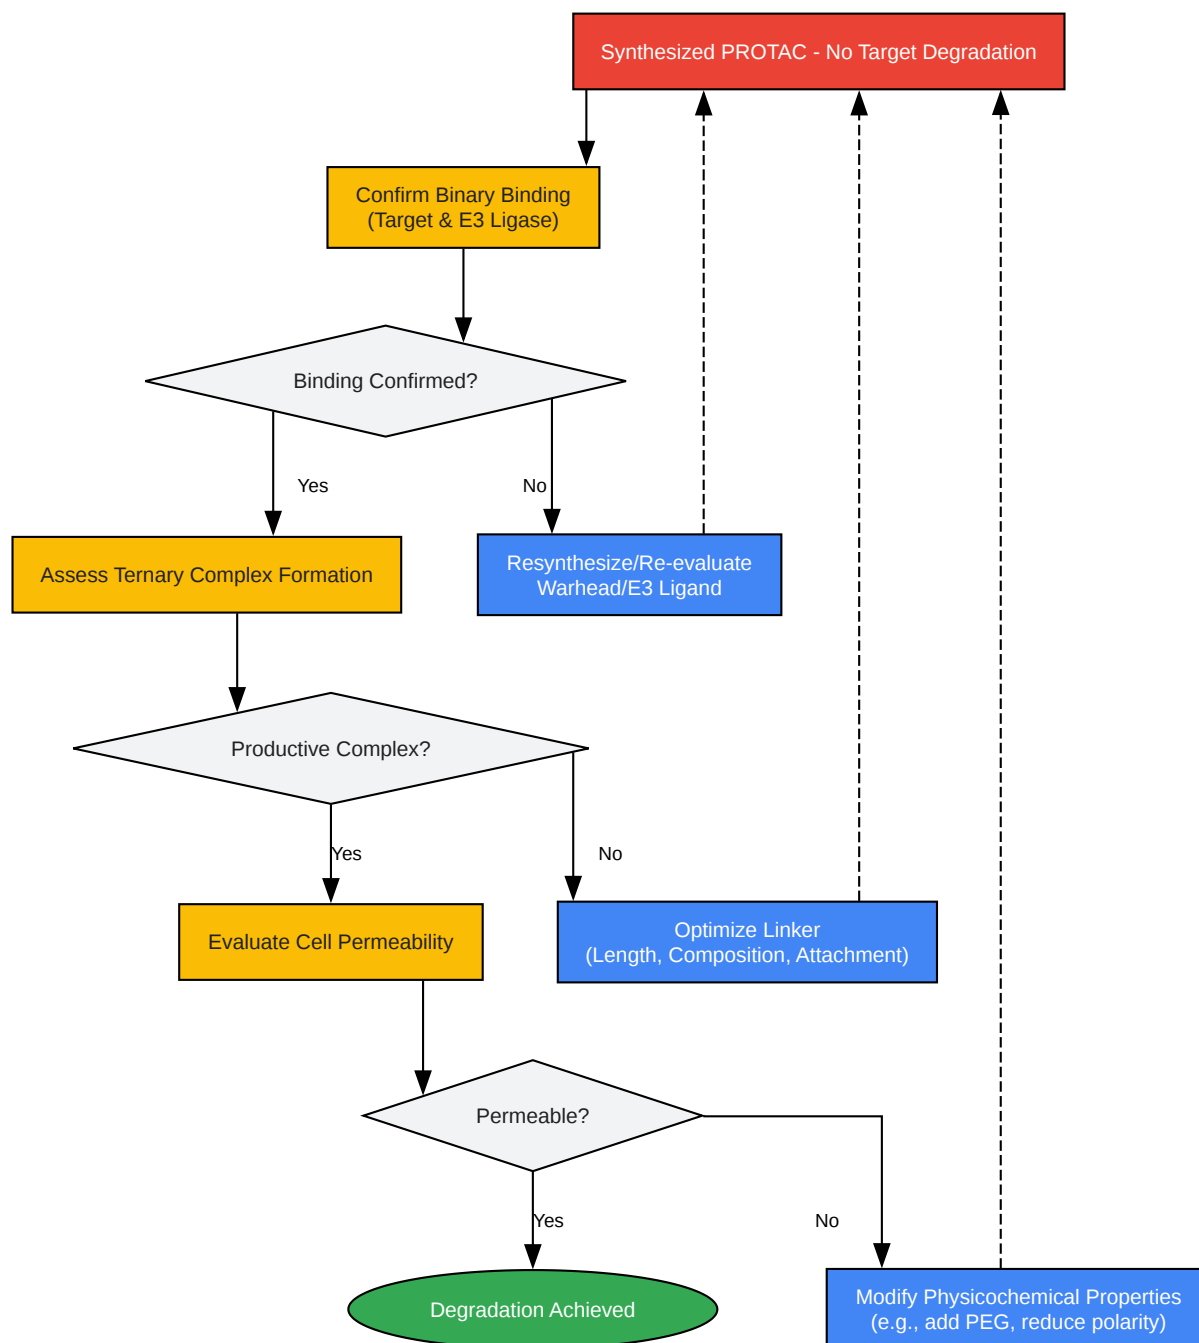 Synthesized PROTAC - No Target Degradation
Confirm Binary Binding
(Target & E3 Ligase)
Binding Confirmed?
Yes
No
Assess Ternary Complex Formation
Resynthesize/Re-evaluate
Warhead/E3 Ligand
Productive Complex?
Yes
No
Evaluate Cell Permeability
Optimize Linker
(Length, Composition, Attachment)
Permeable?
Yes
No
Degradation Achieved
Modify Physicochemical Properties
(e.g., add PEG, reduce polarity)